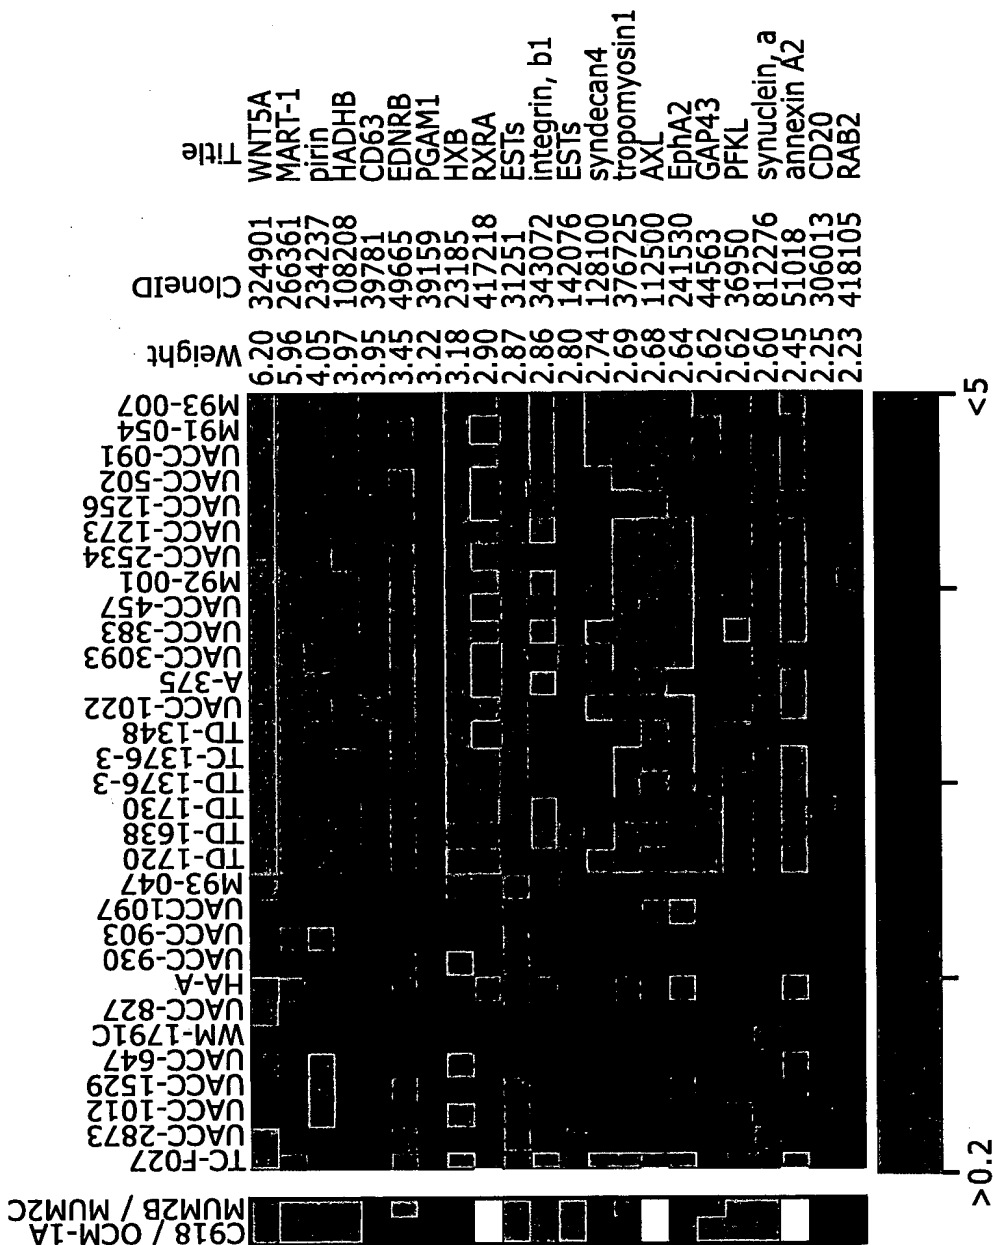 Weight CloneID Title
6.20 324901 WNT5A
5.96 266361 MART-1
4.05 234237 pirin
3.97 108208 HADHB
3.95 39781 CD63
3.45 49665 EDNRB
3.22 39159 PGAM1
3.18 23185 HXB
2.90 417218 RXRA
2.87 31251 ESTs
2.86 343072 integrin, b1
2.80 142076 ESTs
2.74 128100 syndecan4
2.69 376725 tropomyosin1
2.68 112500 AXL
2.64 241530 EphA2
2.62 44563 GAP43
2.62 36950 PFKL
2.60 812276 synuclein, a
2.45 51018 annexin A2
2.25 306013 CD20
2.23 418105 RAB2
M93-007
M91-054
UACC-091
UACC-502
UACC-1256
UACC-1273
UACC-2534
M92-001
UACC-457
UACC-383
UACC-3093
A-375
UACC-1022
TD-1348
TC-1376-3
TD-1376-3
TD-1730
TD-1638
TD-1720
M93-047
UACC1097
UACC-903
UACC-930
HA-A
UACC-827
WM-1791C
UACC-647
UACC-1529
UACC-1012
UACC-2873
TC-F027
MUM2B / MUM2C
C918 / OCM-1A
<5
>0.2